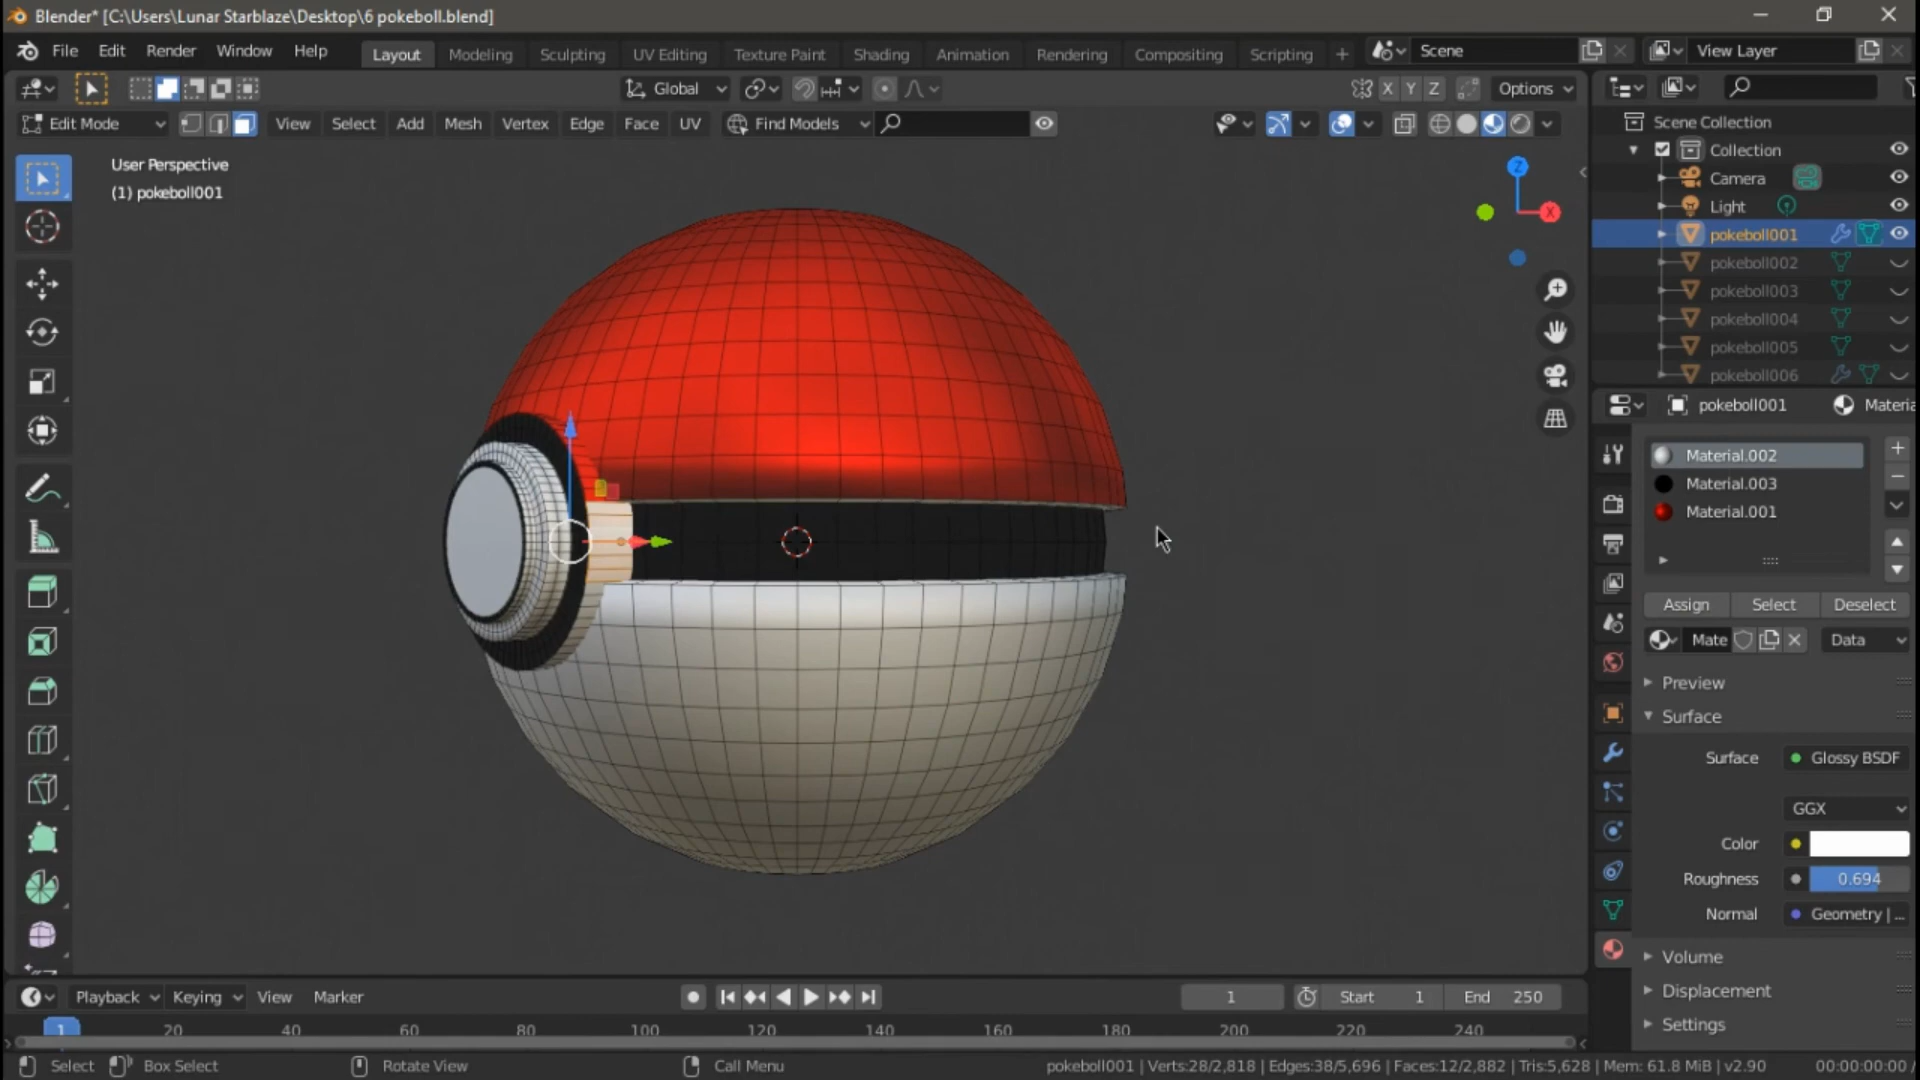 Blender* [C:\Users\Lunar Starblaze\Desktop\6 pokeboll.blend]
File Edit Render Window Help Layout Modeling Sculpting UV Editing Texture Paint Shading Animation Rendering Compositing Scripting + Scene View Layer
Global X Y Z Options
Edit Mode View Select Add Mesh Vertex Edge Face UV Find Models
User Perspective
(1) pokeboll001
Z
X
Scene Collection
Collection
Camera
Light
pokeboll001
pokeboll002
pokeboll003
pokeboll004
pokeboll005
pokeboll006
pokeboll001 Materia
Material.002
Material.003
Material.001
Assign Select Deselect
Mate Data
Preview
Surface
Surface Glossy BSDF
GGX
Color
Roughness 0.694
Normal Geometry | ...
Volume
Displacement
Settings
Playback Keying View Marker 1 Start 1 End 250
1 20 40 60 80 100 120 140 160 180 200 220 240
Select Box Select Rotate View Call Menu pokeboll001 | Verts:28/2,818 | Edges:38/5,696 | Faces:12/2,882 | Tris:5,628 | Mem: 61.8 MiB | v2.90 00:00:00:00 /